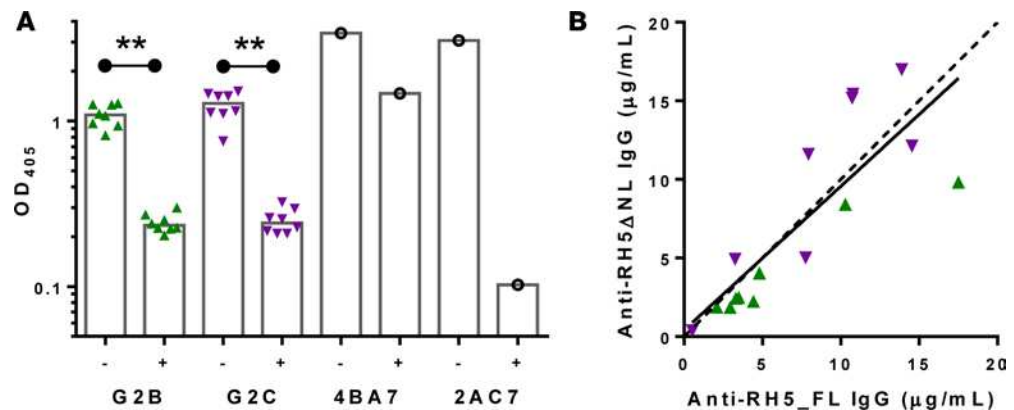 A
**
**
OD405
1
0.1
- + - + - + - +
G2B G2C 4BA7 2AC7
B
Anti-RH5ΔNL IgG (μg/mL)
20
15
10
5
0
0 5 10 15 20
Anti-RH5_FL IgG (μg/mL)